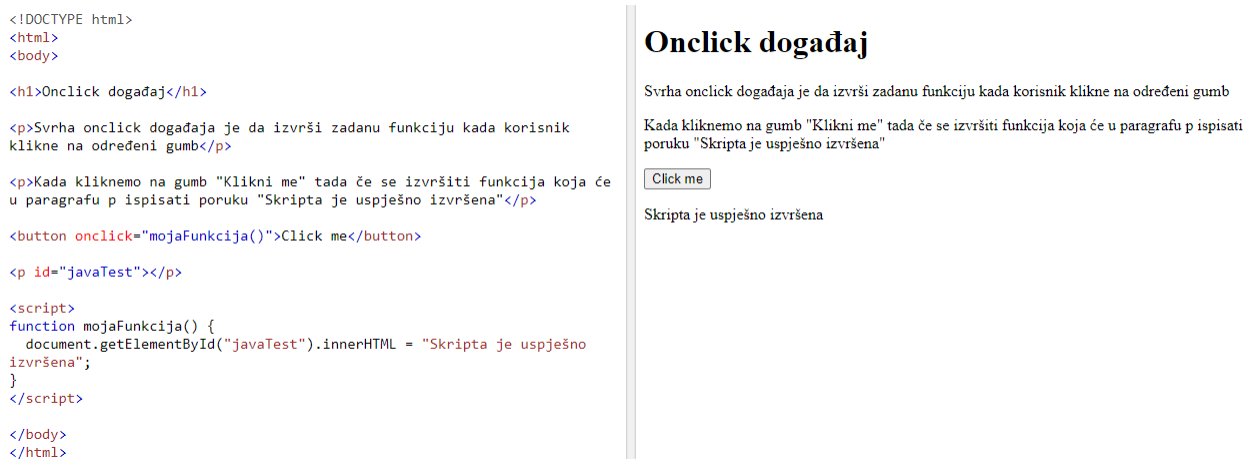 <!DOCTYPE html>
<html>
<body>
<h1>Onclick događaj</h1>
<p>Svrha onclick događaja je da izvrši zadanu funkciju kada korisnik
klikne na određeni gumb</p>
<p>Kada kliknemo na gumb "Klikni me" tada če se izvršiti funkcija koja će
u paragrafu p ispisati poruku "Skripta je uspješno izvršena"</p>
<button onclick="mojaFunkcija()">Click me</button>
<p id="javaTest"></p>
<script>
function mojaFunkcija() {
  document.getElementById("javaTest").innerHTML = "Skripta je uspješno
izvršena";
}
</script>
</body>
</html>
Onclick događaj
Svrha onclick događaja je da izvrši zadanu funkciju kada korisnik klikne na određeni gumb
Kada kliknemo na gumb "Klikni me" tada če se izvršiti funkcija koja će u paragrafu p ispisati
poruku "Skripta je uspješno izvršena"
Click me
Skripta je uspješno izvršena